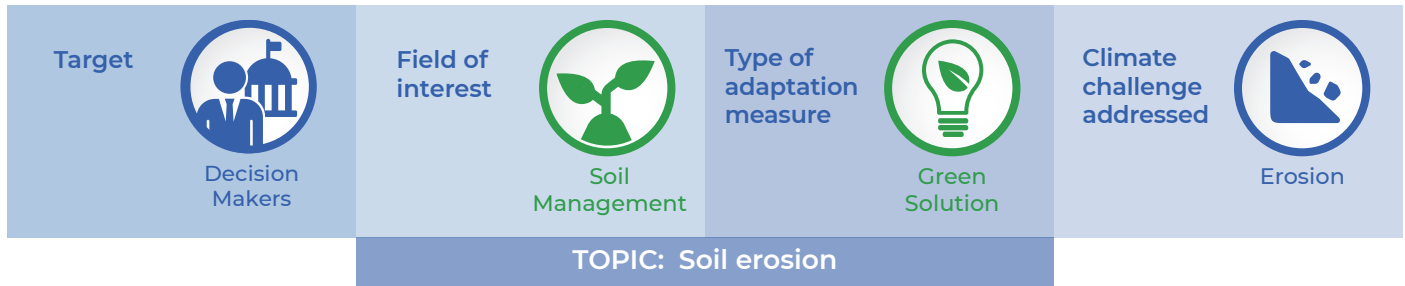 Target
Decision
Makers
Field of
interest
Soil
Management
Type of
adaptation
measure
Green
Solution
Climate
challenge
addressed
Erosion
TOPIC:  Soil erosion